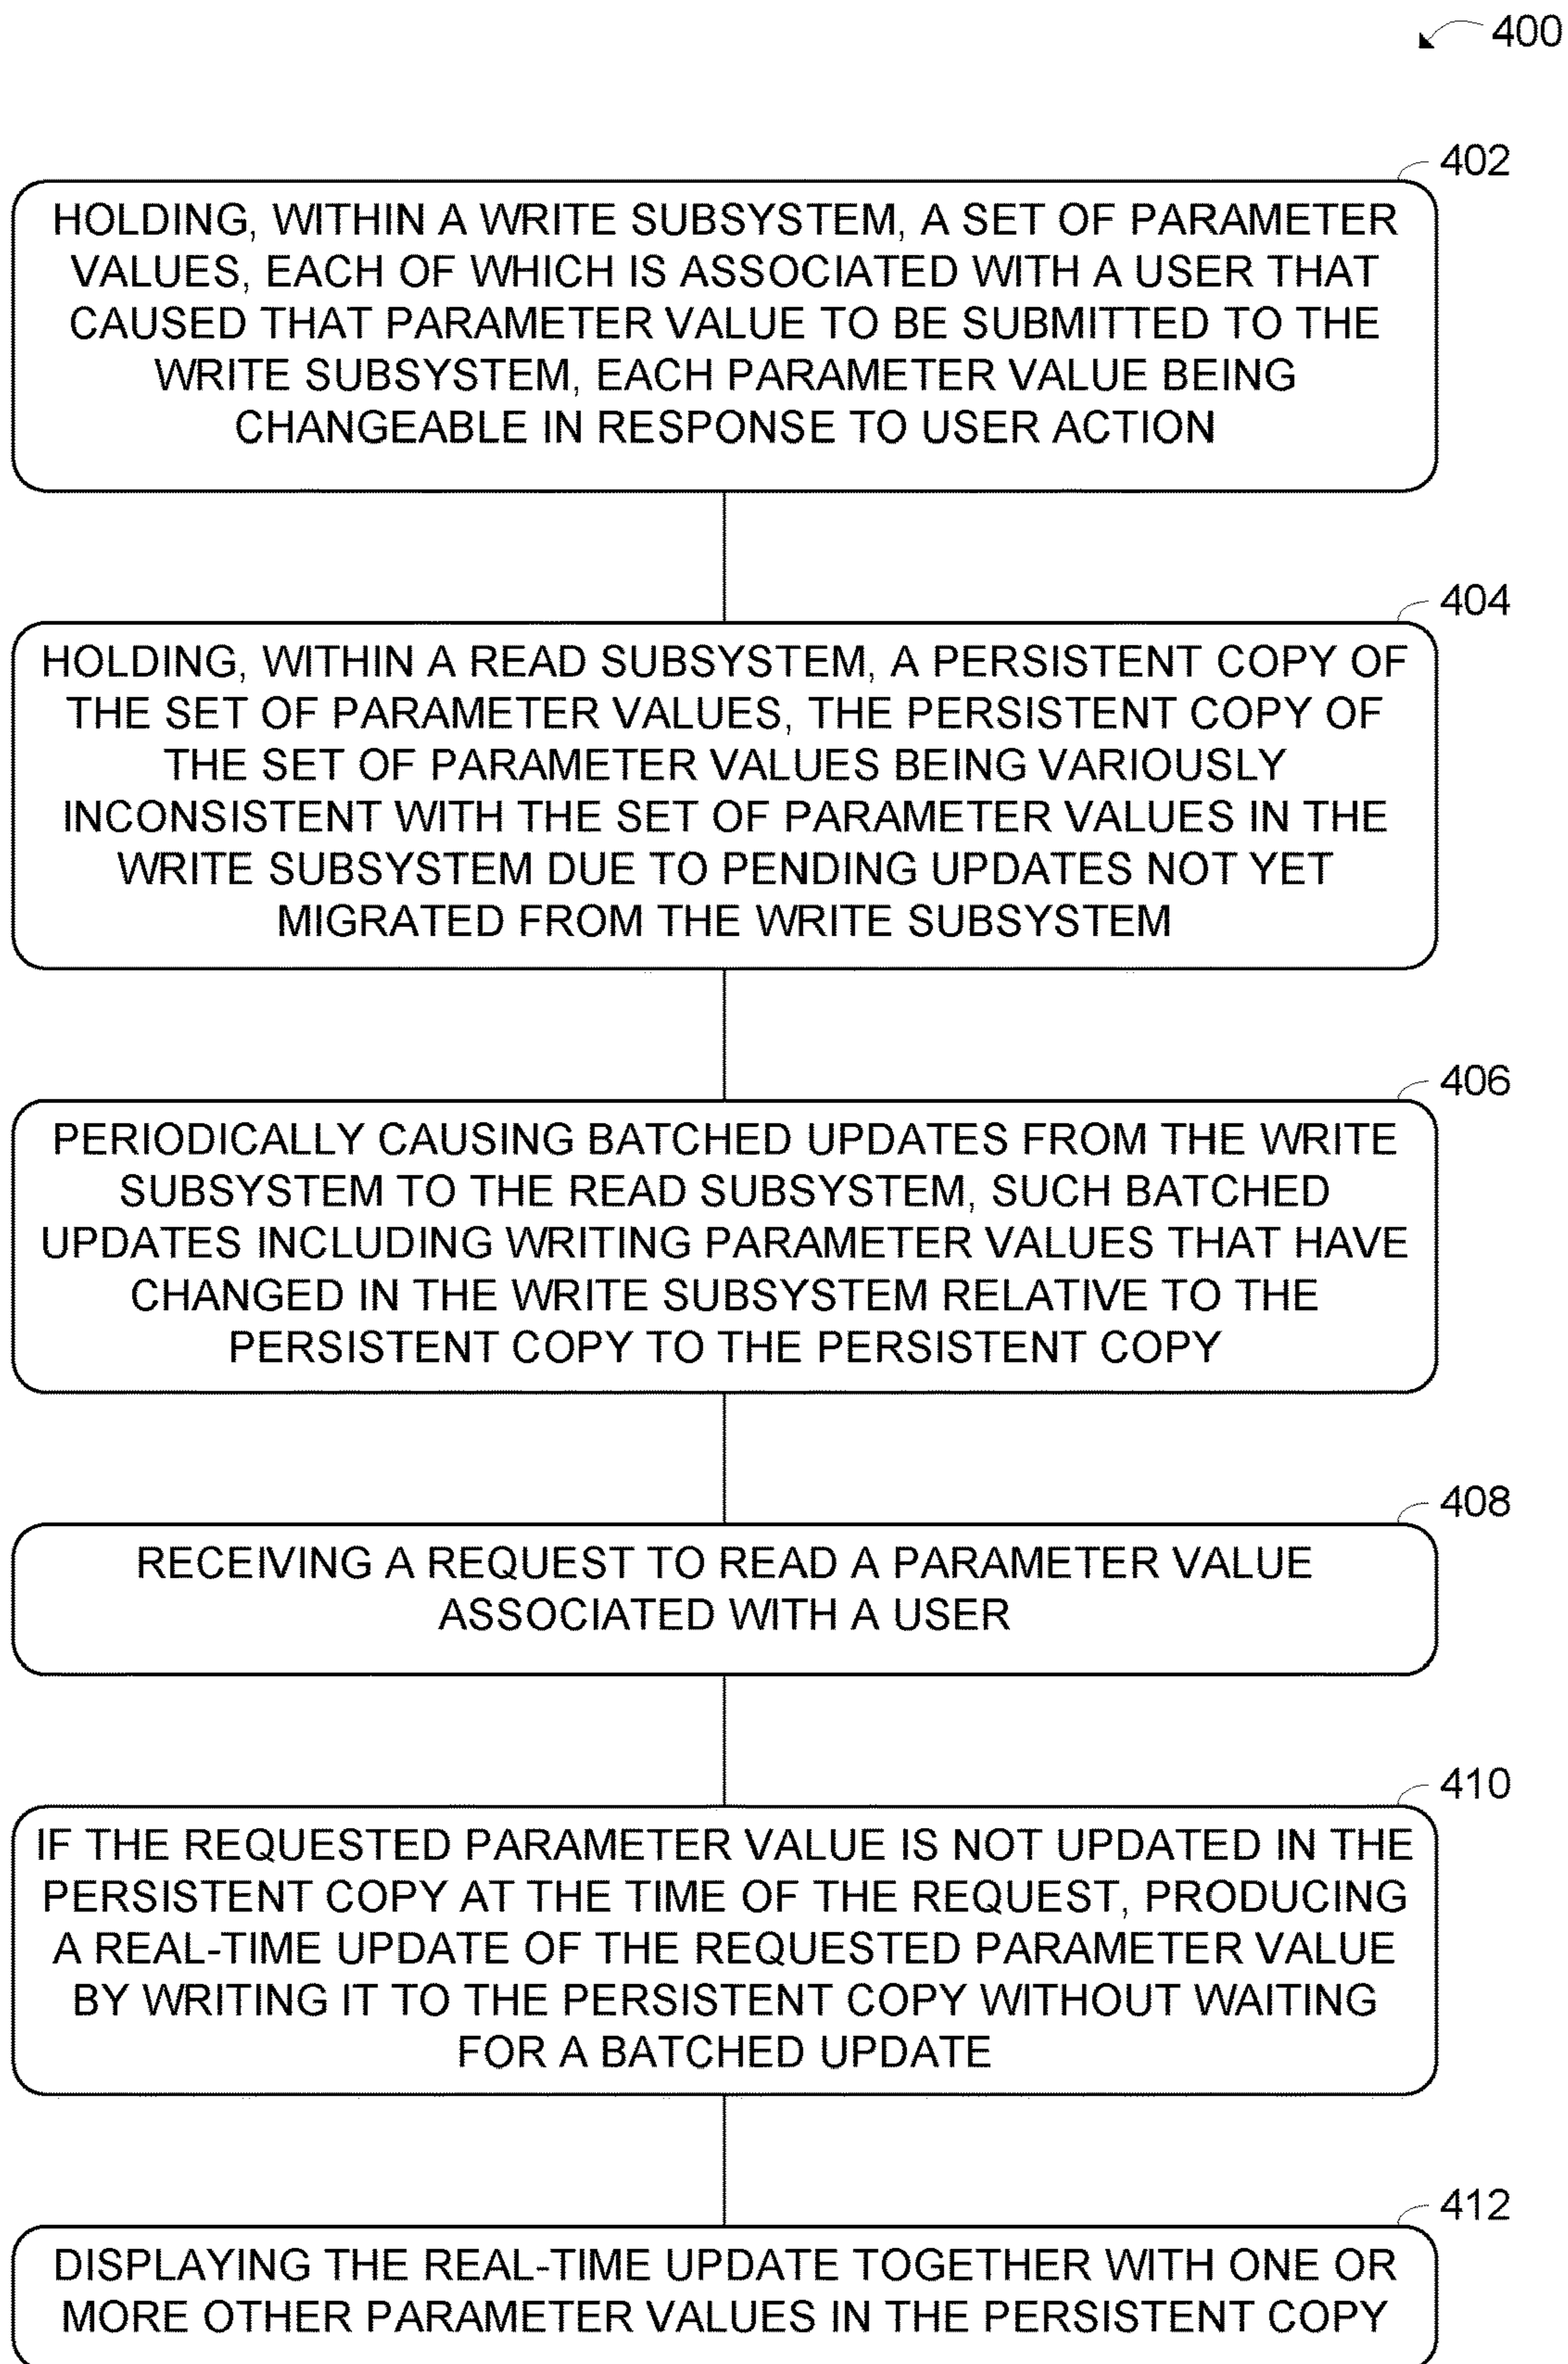 400
402
HOLDING, WITHIN A WRITE SUBSYSTEM, A SET OF PARAMETER
VALUES, EACH OF WHICH IS ASSOCIATED WITH A USER THAT
CAUSED THAT PARAMETER VALUE TO BE SUBMITTED TO THE
WRITE SUBSYSTEM, EACH PARAMETER VALUE BEING
CHANGEABLE IN RESPONSE TO USER ACTION
404
HOLDING, WITHIN A READ SUBSYSTEM, A PERSISTENT COPY OF
THE SET OF PARAMETER VALUES, THE PERSISTENT COPY OF
THE SET OF PARAMETER VALUES BEING VARIOUSLY
INCONSISTENT WITH THE SET OF PARAMETER VALUES IN THE
WRITE SUBSYSTEM DUE TO PENDING UPDATES NOT YET
MIGRATED FROM THE WRITE SUBSYSTEM
406
PERIODICALLY CAUSING BATCHED UPDATES FROM THE WRITE
SUBSYSTEM TO THE READ SUBSYSTEM, SUCH BATCHED
UPDATES INCLUDING WRITING PARAMETER VALUES THAT HAVE
CHANGED IN THE WRITE SUBSYSTEM RELATIVE TO THE
PERSISTENT COPY TO THE PERSISTENT COPY
408
RECEIVING A REQUEST TO READ A PARAMETER VALUE
ASSOCIATED WITH A USER
410
IF THE REQUESTED PARAMETER VALUE IS NOT UPDATED IN THE
PERSISTENT COPY AT THE TIME OF THE REQUEST, PRODUCING
A REAL-TIME UPDATE OF THE REQUESTED PARAMETER VALUE
BY WRITING IT TO THE PERSISTENT COPY WITHOUT WAITING
FOR A BATCHED UPDATE
412
DISPLAYING THE REAL-TIME UPDATE TOGETHER WITH ONE OR
MORE OTHER PARAMETER VALUES IN THE PERSISTENT COPY